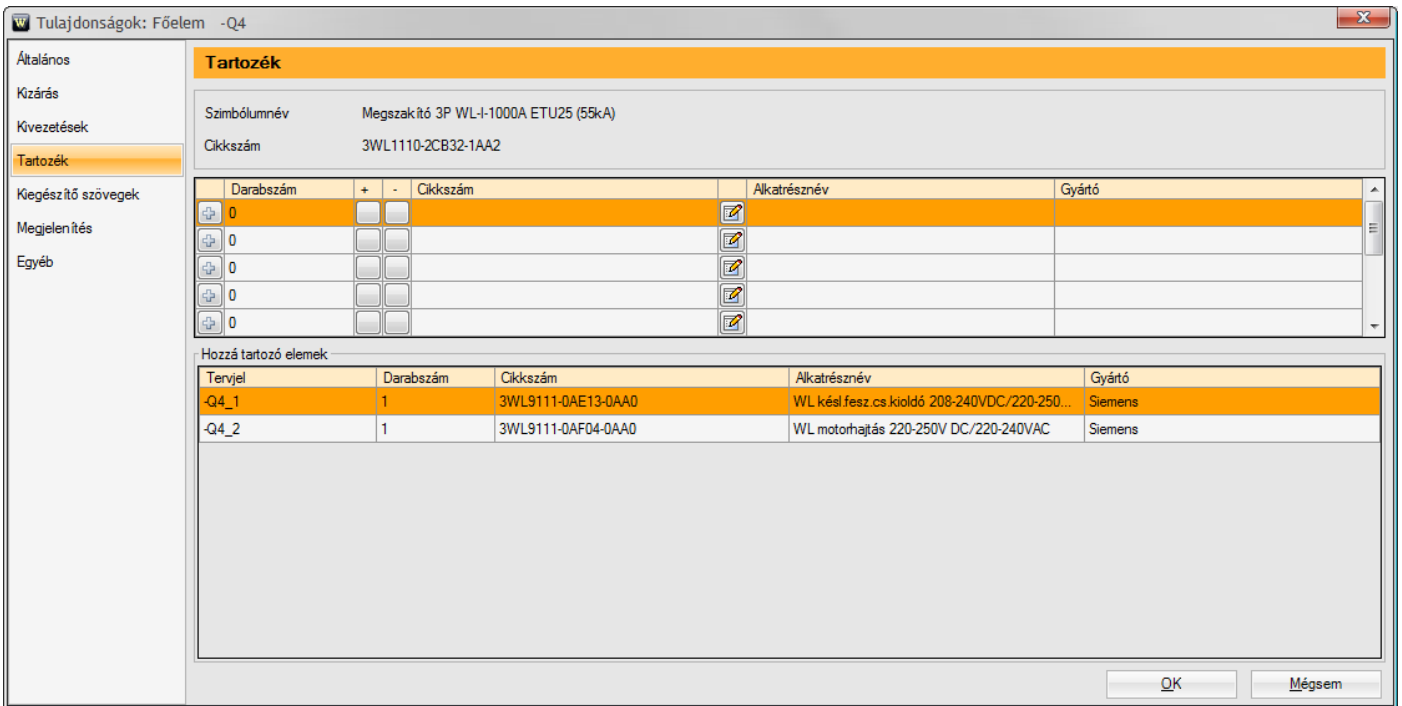 Tulajdonságok: Főelem -Q4
Általános
Kizárás
Kivezetések
Tartozék
Kiegészítő szövegek
Megjelenítés
Egyéb
Tartozék
Szimbólumnév Megszakító 3P WL-I-1000A ETU25 (55kA)
Cikkszám 3WL1110-2CB32-1AA2
Darabszám + - Cikkszám Alkatrésznév Gyártó
0
0
0
0
0
Hozzá tartozó elemek
Tervjel Darabszám Cikkszám Alkatrésznév Gyártó
-Q4_1 1 3WL9111-0AE13-0AA0 WL késl.fesz.cs.kioldó 208-240VDC/220-250... Siemens
-Q4_2 1 3WL9111-0AF04-0AA0 WL motorhajtás 220-250V DC/220-240VAC Siemens
OK Mégsem